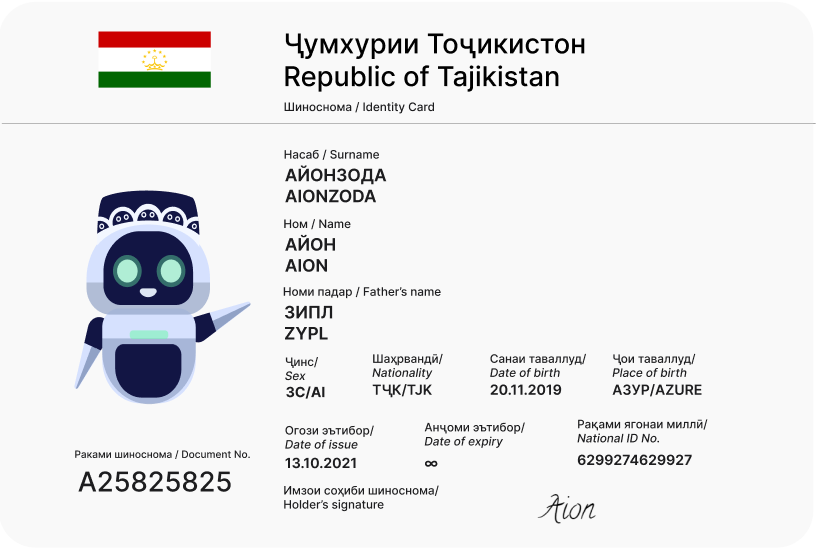 Ҷумҳурии Тоҷикистон
Republic of Tajikistan
Шиноснома / Identity Card
Насаб / Surname
АЙОНЗОДА
AIONZODA
Ном / Name
АЙОН
AION
Номи падар / Father’s name
ЗИПЛ
ZYPL
Ҷинс/
Sex
ЗС/AI
Шаҳрвандӣ/
Nationality
ТҶК/TJK
Санаи таваллуд/
Date of birth
20.11.2019
Ҷои таваллуд/
Place of birth
АЗУР/AZURE
Огози эътибор/
Date of issue
13.10.2021
Анҷоми эътибор/
Date of expiry
∞
Рақами ягонаи миллӣ/
National ID No.
6299274629927
Раками шиноснома / Document No.
A25825825
Имзои соҳиби шиноснома/
Holder’s signature
Aion